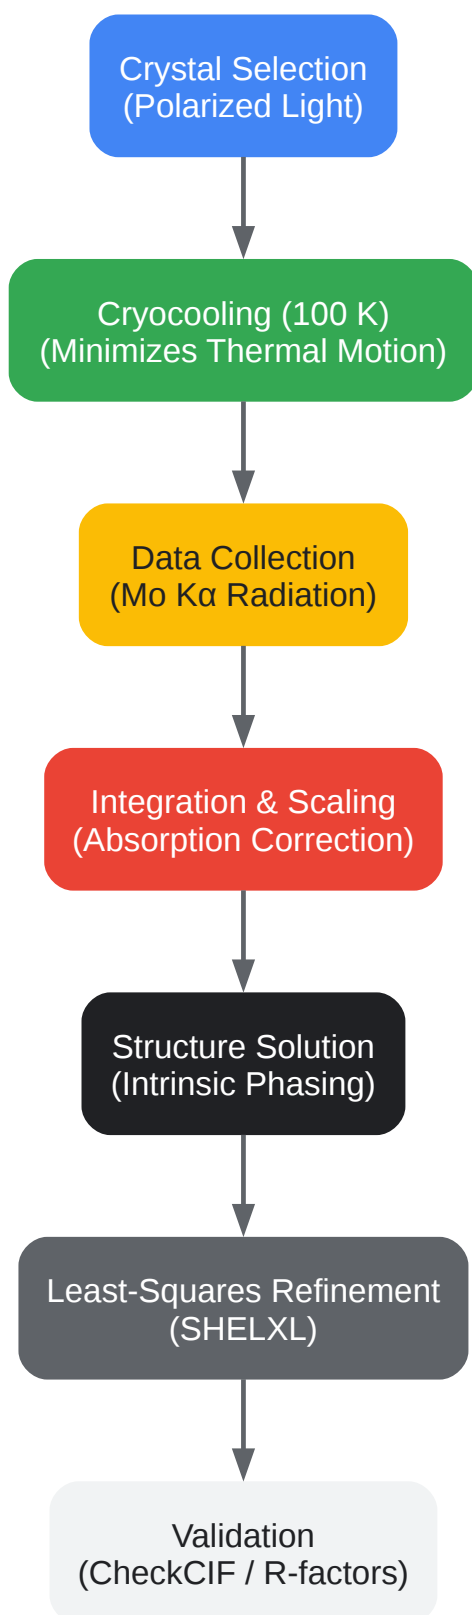 Crystal Selection
(Polarized Light)
Cryocooling (100 K)
(Minimizes Thermal Motion)
Data Collection
(Mo Kα Radiation)
Integration & Scaling
(Absorption Correction)
Structure Solution
(Intrinsic Phasing)
Least-Squares Refinement
(SHELXL)
Validation
(CheckCIF / R-factors)